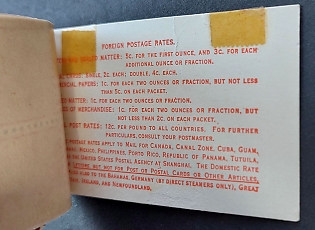 FOREIGN POSTAGE RATES.
SEALED MATTER: 5c. FOR THE FIRST OUNCE, AND 3c. FOR EACH
ADDITIONAL OUNCE OR FRACTION.
SINGLE, 2c. EACH; DOUBLE, 4c. EACH.
PAPERS: 1c. FOR EACH TWO OUNCES OR FRACTION, BUT NOT LESS
THAN 5c. ON EACH PACKET.
MATTER: 1c. FOR EACH TWO OUNCES OR FRACTION.
OF MERCHANDISE: 1c. FOR EACH TWO OUNCES OR FRACTION, BUT
NOT LESS THAN 2c. ON EACH PACKET.
POST RATES: 12c. PER POUND TO ALL COUNTRIES. FOR FURTHER
PARTICULARS, CONSULT YOUR POSTMASTER.
POSTAGE RATES APPLY TO MAIL FOR CANADA, CANAL ZONE, CUBA, GUAM,
MEXICO, PHILIPPINES, PORTO RICO, REPUBLIC OF PANAMA, TUTUILA,
THE UNITED STATES POSTAL AGENCY AT SHANGHAI. THE DOMESTIC RATE
LETTERS BUT NOT FOR POST OR POSTAL CARDS OR OTHER ARTICLES,
ALSO TO THE BAHAMAS, GERMANY (BY DIRECT STEAMERS ONLY), GREAT
IRELAND, AND NEWFOUNDLAND.